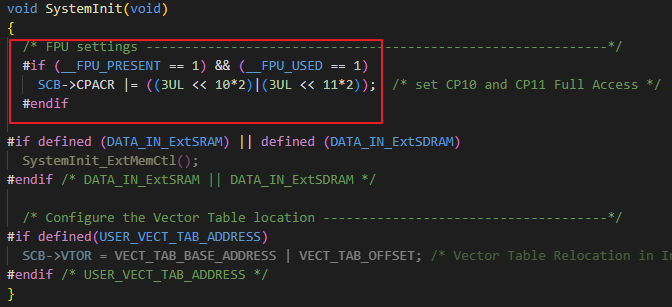 void SystemInit(void)
{
  /* FPU settings ------------------------------------------------------------*/
  #if (__FPU_PRESENT == 1) && (__FPU_USED == 1)
    SCB->CPACR |= ((3UL << 10*2)|(3UL << 11*2));  /* set CP10 and CP11 Full Access */
  #endif
#if defined (DATA_IN_ExtSRAM) || defined (DATA_IN_ExtSDRAM)
  SystemInit_ExtMemCtl();
#endif /* DATA_IN_ExtSRAM || DATA_IN_ExtSDRAM */
  /* Configure the Vector Table location -------------------------------------*/
#if defined(USER_VECT_TAB_ADDRESS)
  SCB->VTOR = VECT_TAB_BASE_ADDRESS | VECT_TAB_OFFSET; /* Vector Table Relocation in
#endif /* USER_VECT_TAB_ADDRESS */
}